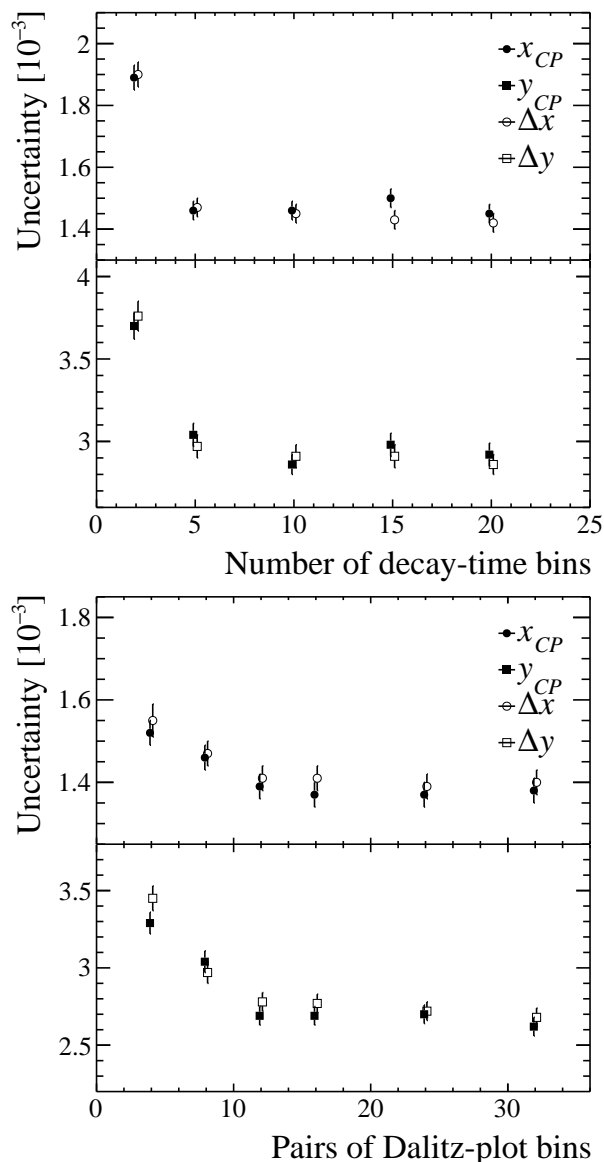 Uncertainty [10⁻³]
2
1.8
1.6
1.4
x_CP
y_CP
Δx
Δy
4
3.5
3
0 5 10 15 20 25
Number of decay-time bins
Uncertainty [10⁻³]
1.8
1.6
1.4
x_CP
y_CP
Δx
Δy
3.5
3
2.5
0 10 20 30
Pairs of Dalitz-plot bins